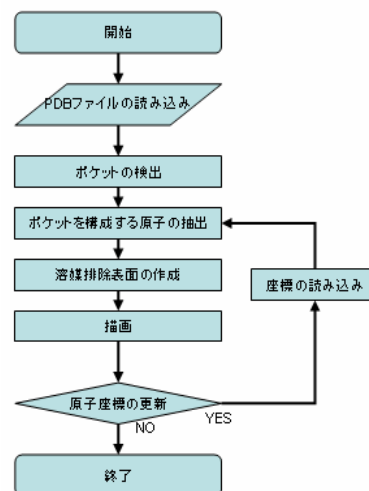 開始
PDBファイルの読み込み
ポケットの検出
ポケットを構成する原子の抽出
溶媒排除表面の作成
座標の読み込み
描画
原子座標の更新
YES
NO
終了